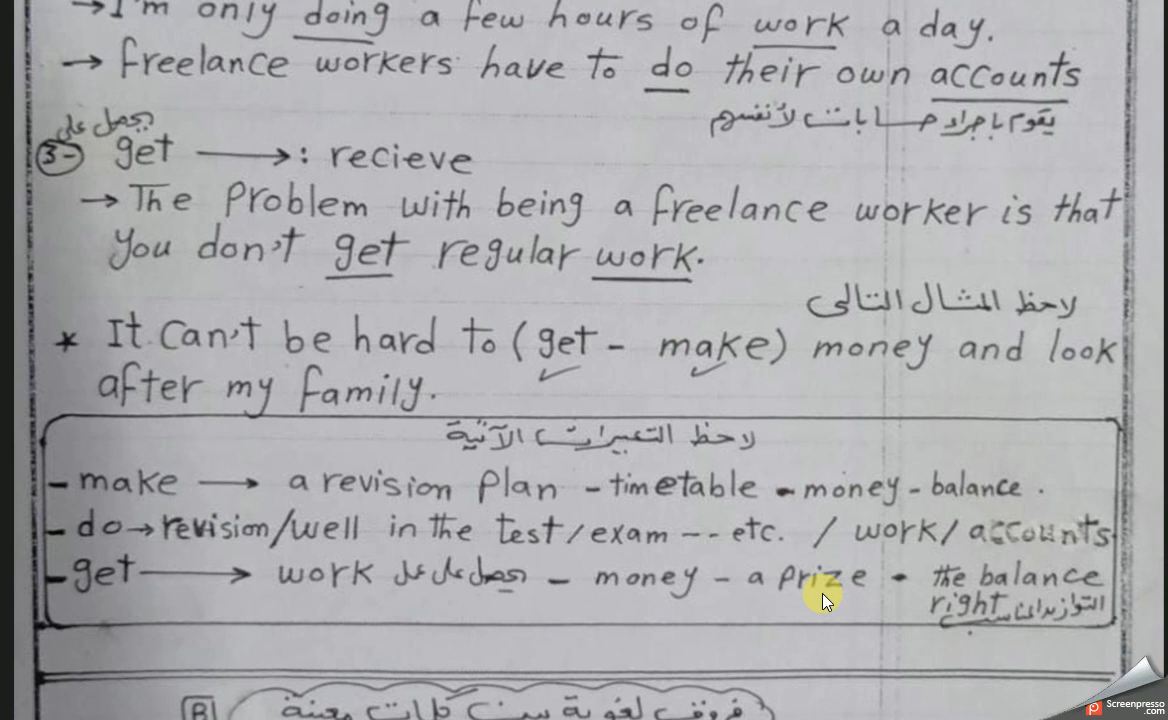 → I'm only doing a few hours of work a day.
→ freelance workers have to do their own accounts
يقوم باجراء حسابات لأنفسهم
يحصل على
3- get → : recieve
→ The Problem with being a freelance worker is that
you don't get regular work.
لاحظ المثال التالى
* It Can't be hard to (get - make) money and look
after my family.
لاحظ التعبيرات الآتية
- make → a revision Plan - timetable - money - balance .
- do → revision/well in the test/exam --- etc. / work/ accounts
- get → work يحصل على عمل - money - a prize - the balance
right التوازن المناسب
B فروق لغوية بين كلمات معينة
Screenpresso
.com